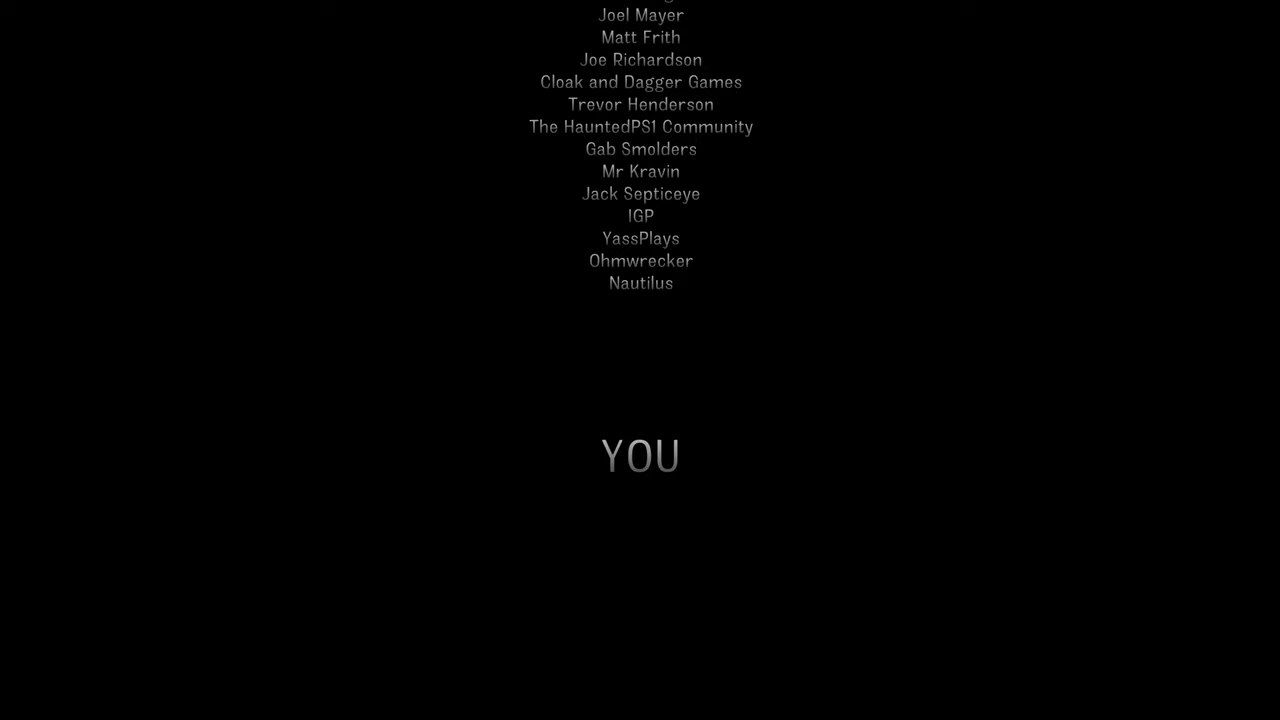 Joel Mayer
Matt Frith
Joe Richardson
Cloak and Dagger Games
Trevor Henderson
The HauntedPS1 Community
Gab Smolders
Mr Kravin
Jack Septiceye
IGP
YassPlays
Ohmwrecker
Nautilus
YOU